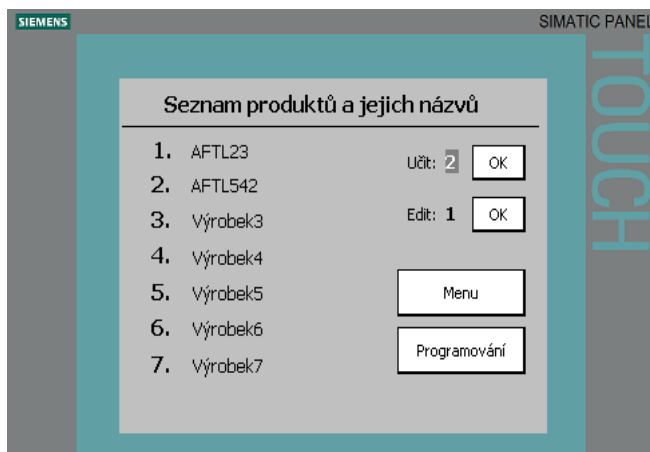 SIEMENS
SIMATIC PANEL
TOUCH
Seznam produktů a jejich názvů
1. AFTL23
2. AFTL542
3. Výrobek3
4. Výrobek4
5. Výrobek5
6. Výrobek6
7. Výrobek7
Učit: 2 OK
Edit: 1 OK
Menu
Programování